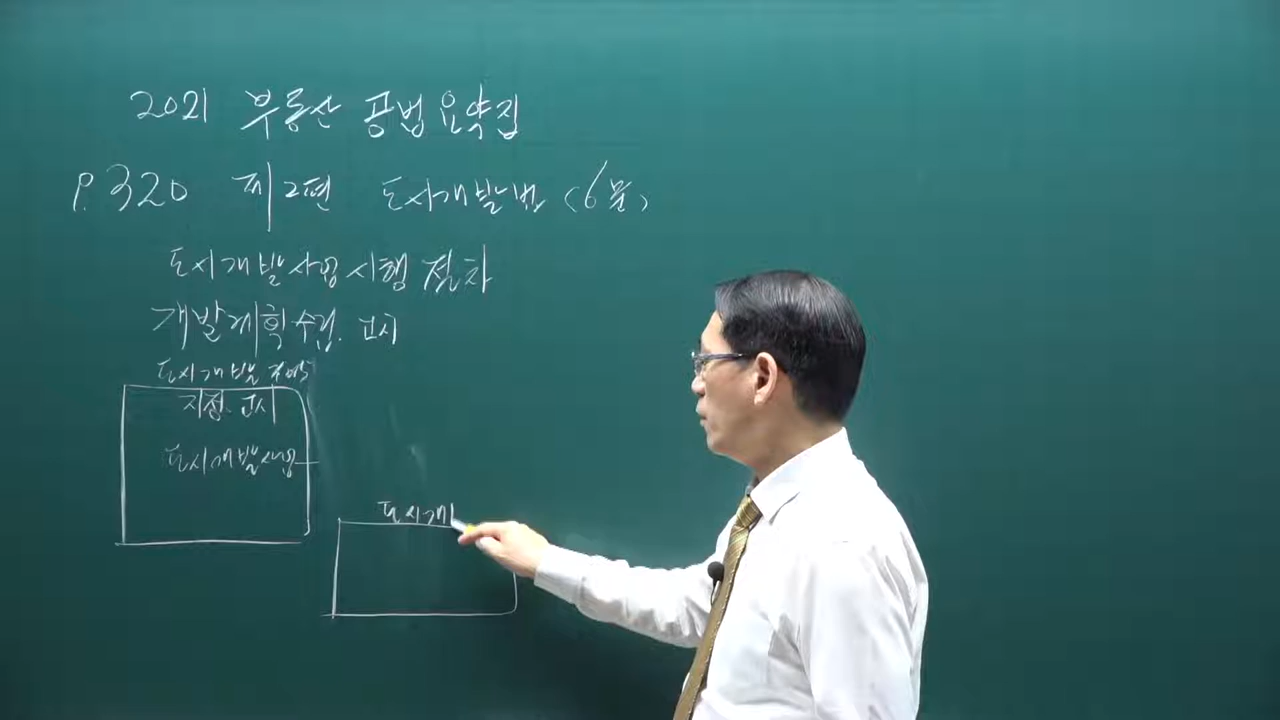 2021 부동산 공법요약집
P.320 제2편 도시개발법 (6문)
도시개발사업시행절차
개발계획수립. 고시
도시개발구역
지정. 고시
도시개발사업
도시개